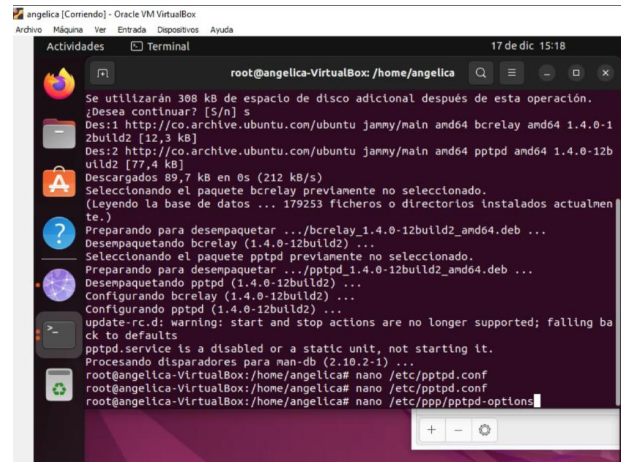 angelica [Corriendo] - Oracle VM VirtualBox
Archivo Máquina Ver Entrada Dispositivos Ayuda
Actividades Terminal 17 de dic 15:18
root@angelica-VirtualBox: /home/angelica
Se utilizarán 308 kB de espacio de disco adicional después de esta operación.
¿Desea continuar? [S/n] s
Des:1 http://co.archive.ubuntu.com/ubuntu jammy/main amd64 bcrelay amd64 1.4.0-1
2build2 [12,3 kB]
Des:2 http://co.archive.ubuntu.com/ubuntu jammy/main amd64 pptpd amd64 1.4.0-12b
uild2 [77,4 kB]
Descargados 89,7 kB en 0s (212 kB/s)
Seleccionando el paquete bcrelay previamente no seleccionado.
(Leyendo la base de datos ... 179253 ficheros o directorios instalados actualmen
te.)
Preparando para desempaquetar .../bcrelay_1.4.0-12build2_amd64.deb ...
Desempaquetando bcrelay (1.4.0-12build2) ...
Seleccionando el paquete pptpd previamente no seleccionado.
Preparando para desempaquetar .../pptpd_1.4.0-12build2_amd64.deb ...
Desempaquetando pptpd (1.4.0-12build2) ...
Configurando bcrelay (1.4.0-12build2) ...
Configurando pptpd (1.4.0-12build2) ...
update-rc.d: warning: start and stop actions are no longer supported; falling ba
ck to defaults
pptpd.service is a disabled or a static unit, not starting it.
Procesando disparadores para man-db (2.10.2-1) ...
root@angelica-VirtualBox:/home/angelica# nano /etc/pptpd.conf
root@angelica-VirtualBox:/home/angelica# nano /etc/pptpd.conf
root@angelica-VirtualBox:/home/angelica# nano /etc/ppp/pptpd-options